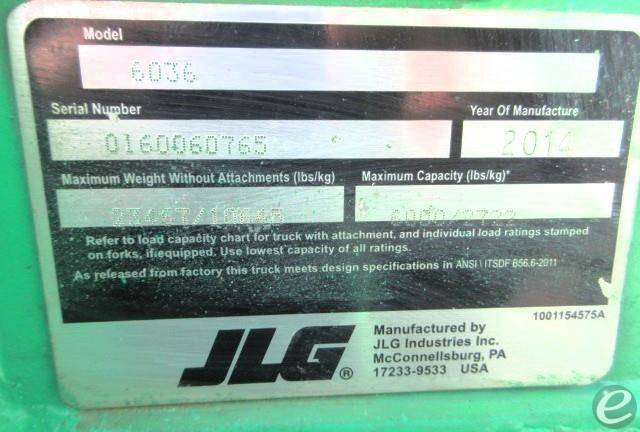 Model
6036
Serial Number
Year Of Manufacture
0160060765
2014
Maximum Weight Without Attachments (lbs/kg)
Maximum Capacity (lbs/kg)*
* Refer to load capacity chart for truck with attachment, and individual load ratings stamped
on forks, if equipped. Use lowest capacity of all ratings.
As released from factory this truck meets design specifications in ANSI \ ITSDF B56.6-2011
1001154575A
JLG ®
Manufactured by
JLG Industries Inc.
McConnellsburg, PA
17233-9533 USA
e